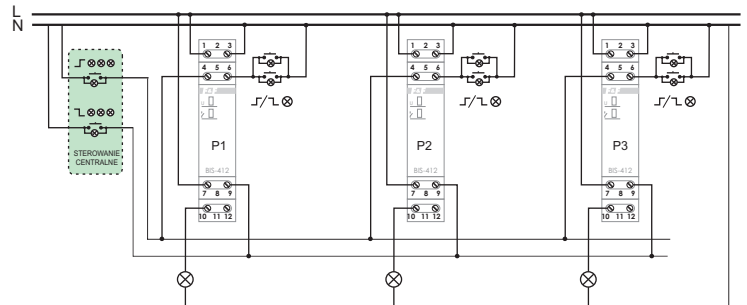 L
N
1 2 3
4 5 6
F&F
U
P1
BIS-412
7 8 9
10 11 12
1 2 3
4 5 6
F&F
U
P2
BIS-412
7 8 9
10 11 12
1 2 3
4 5 6
F&F
U
P3
BIS-412
7 8 9
10 11 12
STEROWANIE
CENTRALNE